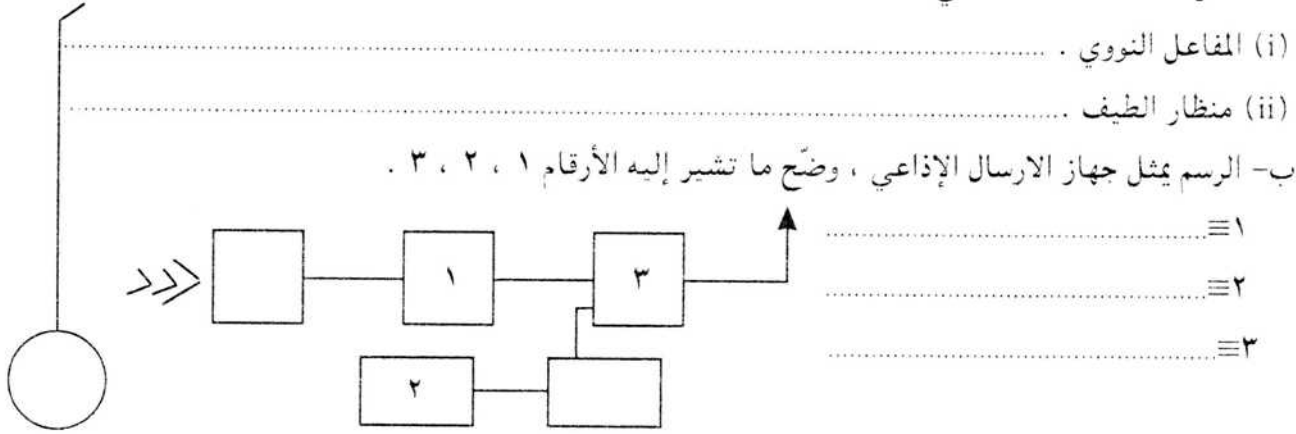 (i) المفاعل النووي . ......................
(ii) منظار الطيف . ......................
ب- الرسم يمثل جهاز الارسال الإذاعي ، وضّح ما تشير إليه الأرقام ١ ، ٢ ، ٣ .
١≡......................
٢≡......................
٣≡......................
١
٣
٢